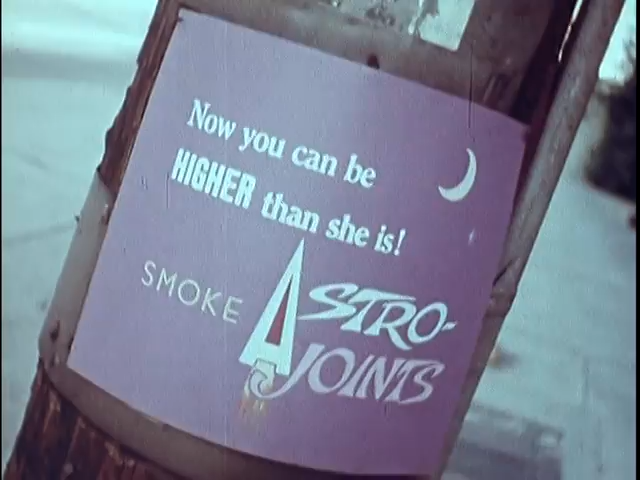 Now you can be
HIGHER than she is!
SMOKE ASTRO-
JOINTS